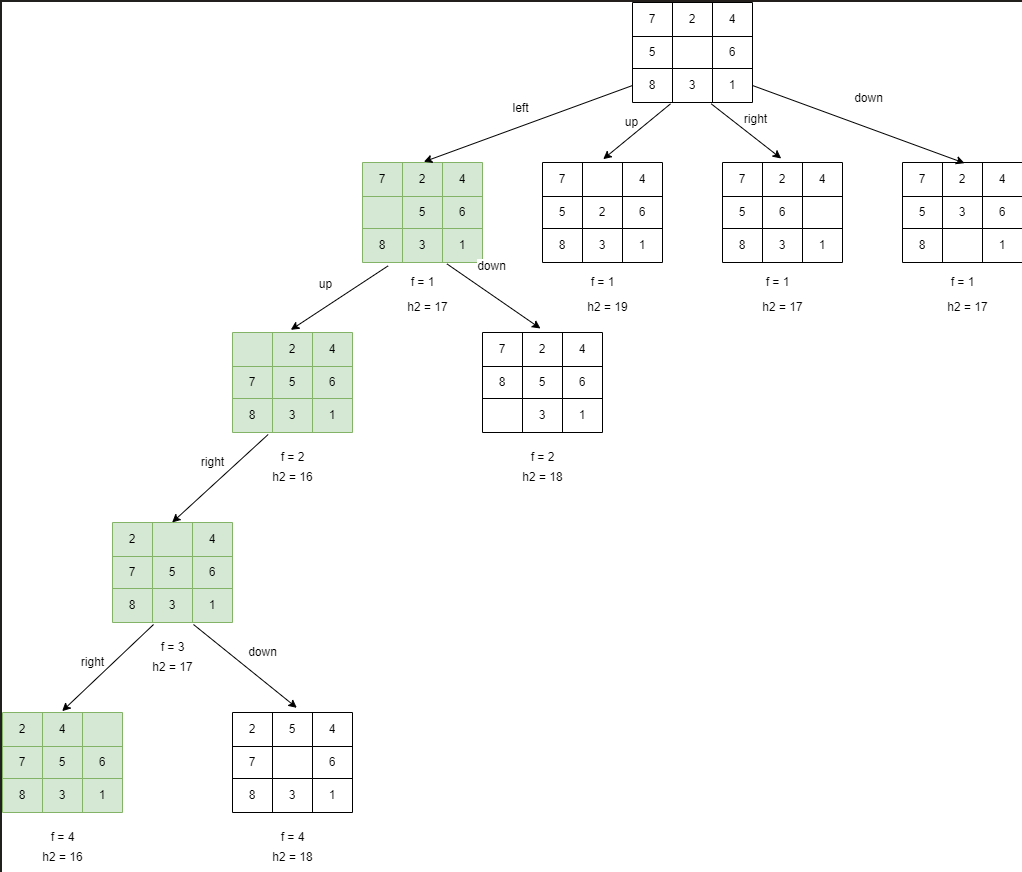 7 2 4
5 6
8 3 1
left
up
right
down
7 2 4
5 6
8 3 1
f = 1
h2 = 17
7 4
5 2 6
8 3 1
f = 1
h2 = 19
7 2 4
5 6
8 3 1
f = 1
h2 = 17
7 2 4
5 3 6
8 1
f = 1
h2 = 17
up
down
2 4
7 5 6
8 3 1
f = 2
h2 = 16
7 2 4
8 5 6
3 1
f = 2
h2 = 18
right
2 4
7 5 6
8 3 1
f = 3
h2 = 17
right
down
2 4
7 5 6
8 3 1
f = 4
h2 = 16
2 5 4
7 6
8 3 1
f = 4
h2 = 18